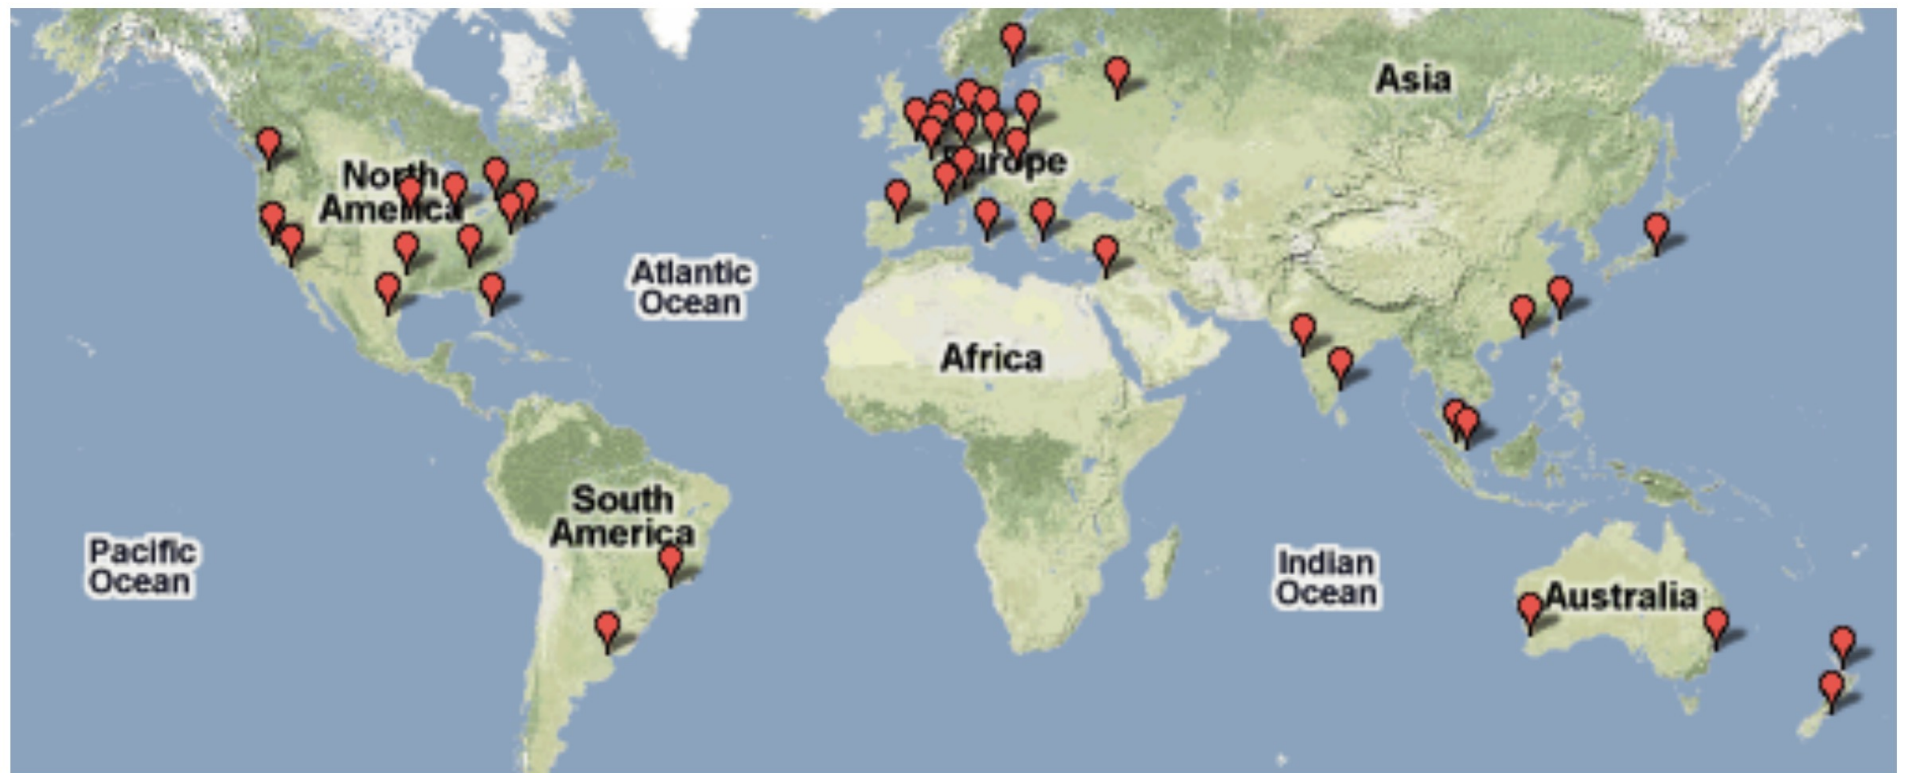 Asia
North
America
Europe
Atlantic
Ocean
Africa
South
America
Pacific
Ocean
Indian
Ocean
Australia